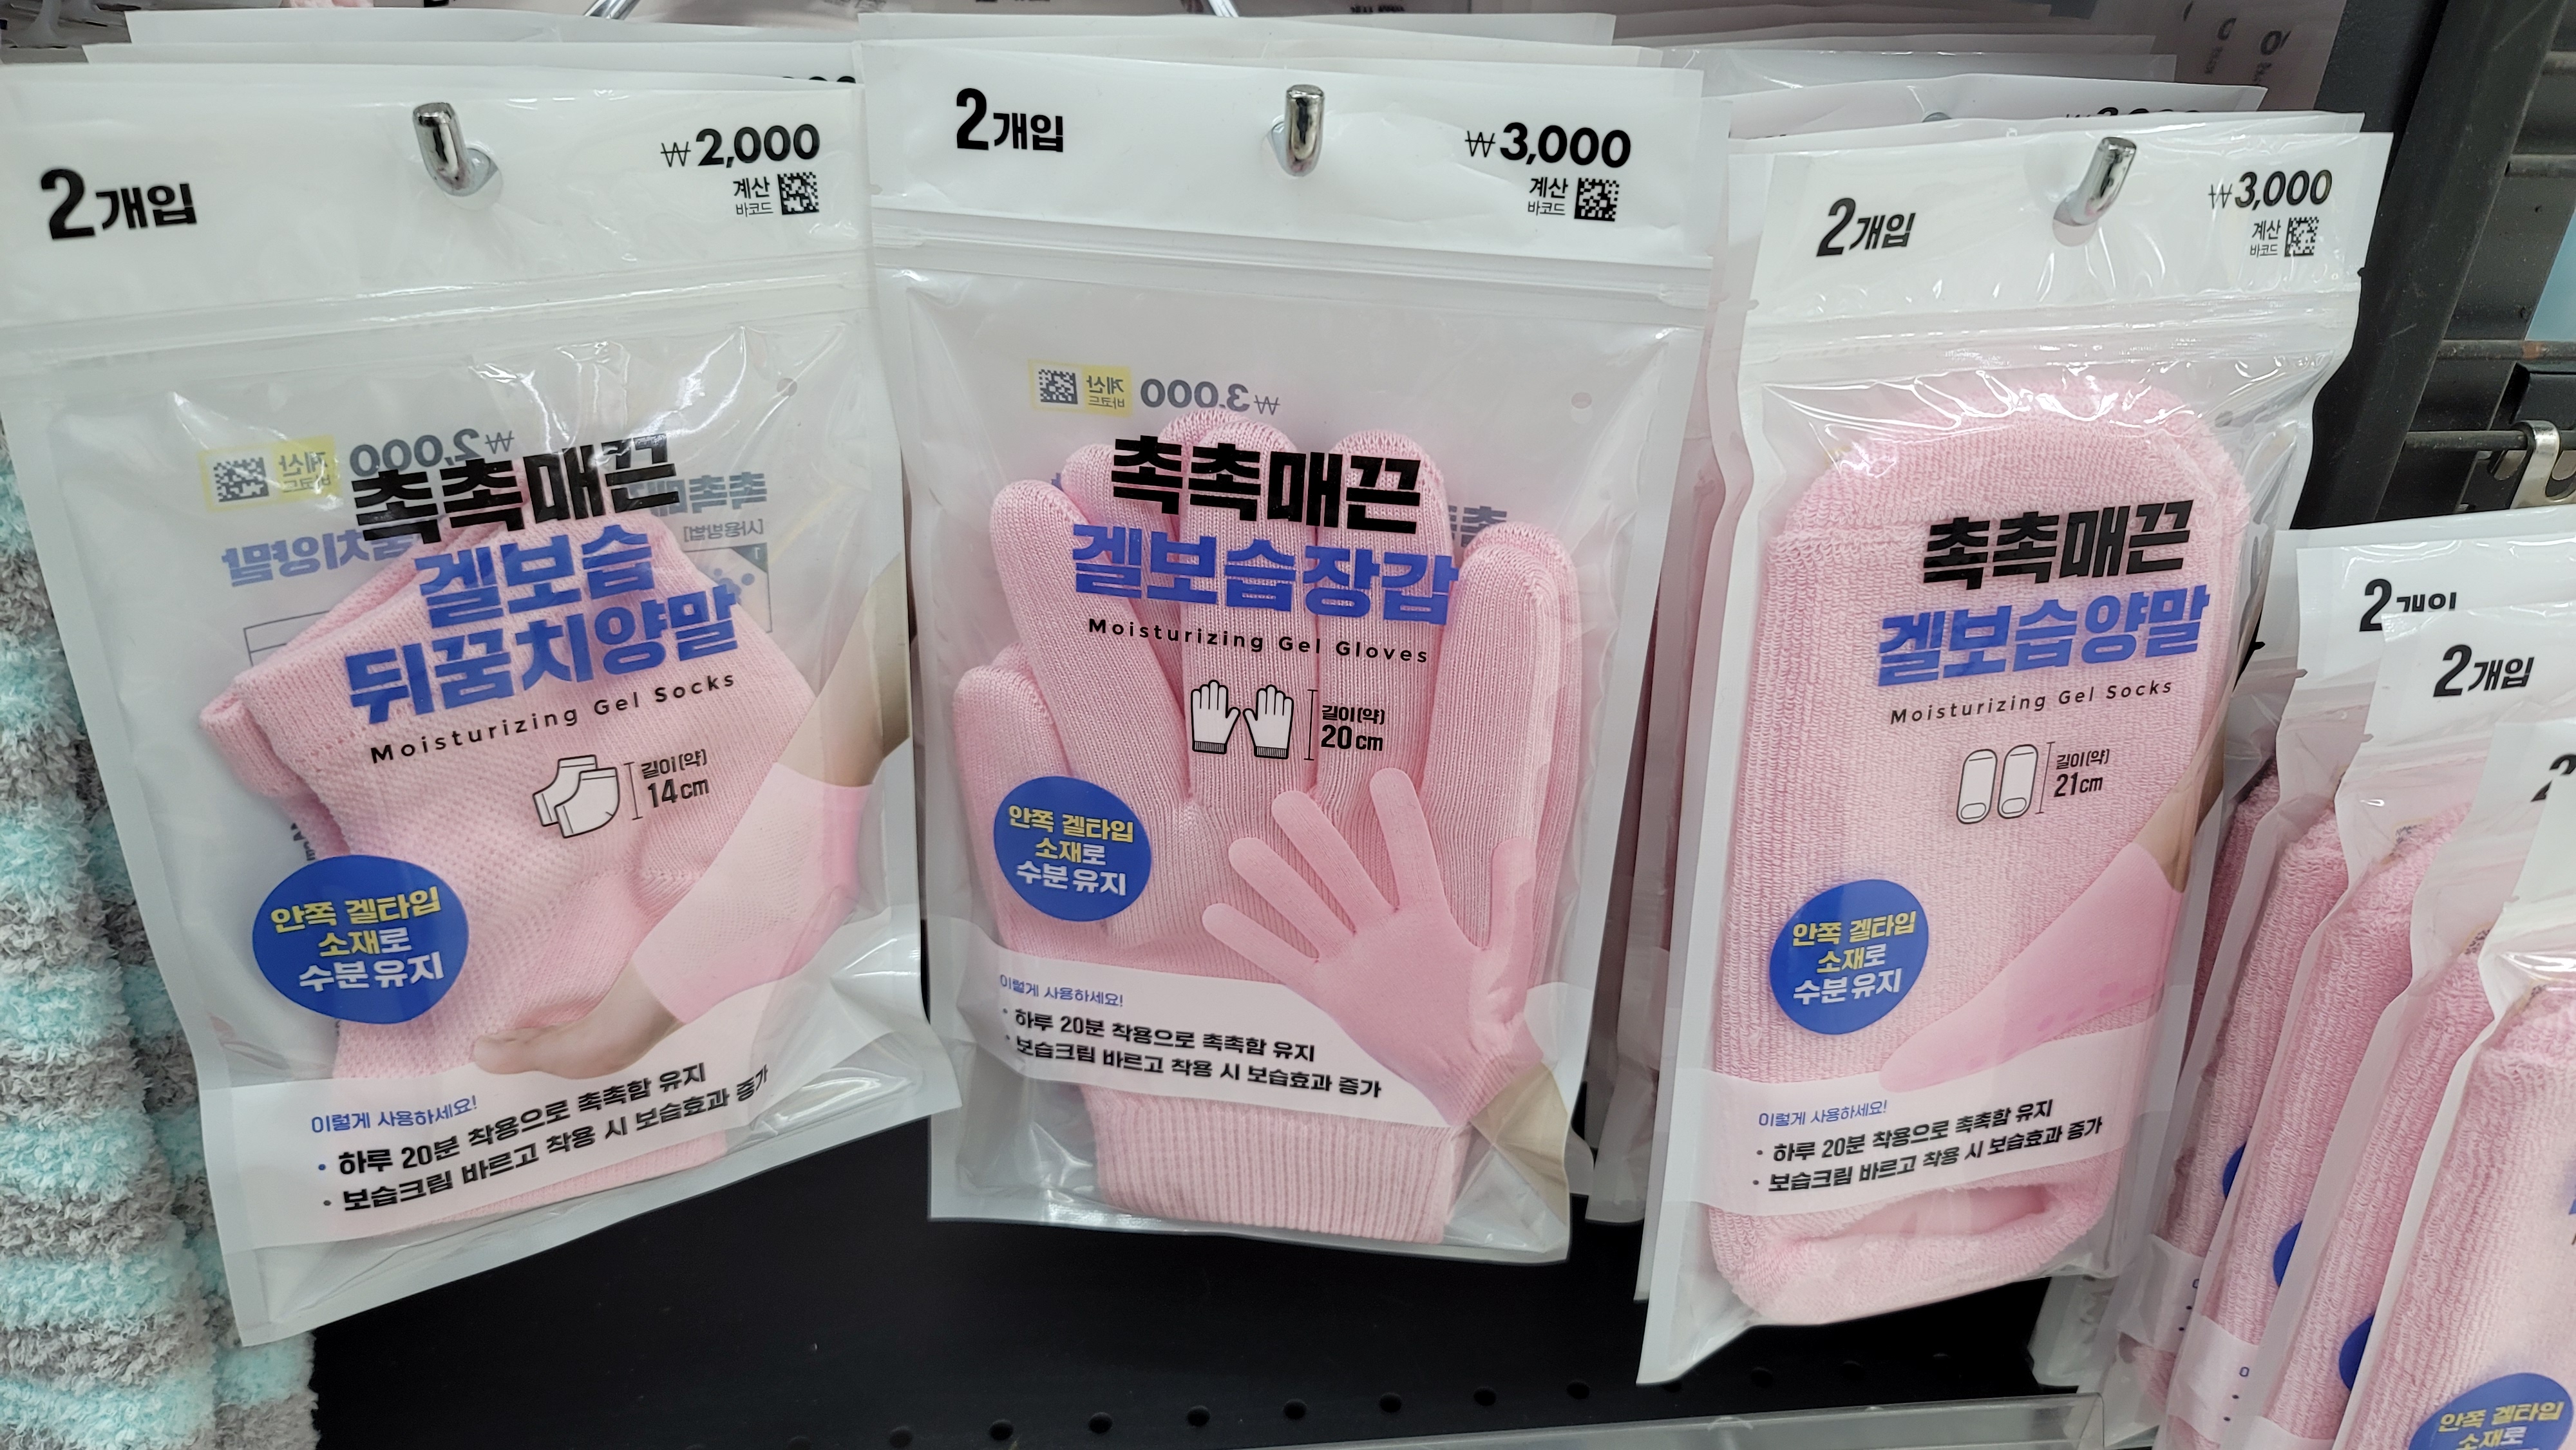 2개입
₩2,000
계산
바코드
촉촉매끈
겔보습
뒤꿈치양말
Moisturizing Gel Socks
길이(약)
14cm
안쪽 겔타입
소재로
수분유지
이렇게 사용하세요!
• 하루 20분 착용으로 촉촉함 유지
• 보습크림 바르고 착용 시 보습효과 증가
2개입
₩3,000
계산
바코드
촉촉매끈
겔보습장갑
Moisturizing Gel Gloves
길이(약)
20cm
안쪽 겔타입
소재로
수분유지
이렇게 사용하세요!
• 하루 20분 착용으로 촉촉함 유지
• 보습크림 바르고 착용 시 보습효과 증가
2개입
₩3,000
계산
바코드
촉촉매끈
겔보습양말
Moisturizing Gel Socks
길이(약)
21cm
안쪽 겔타입
소재로
수분유지
이렇게 사용하세요!
• 하루 20분 착용으로 촉촉함 유지
• 보습크림 바르고 착용 시 보습효과 증가
2개입
2개입
안쪽 겔타입
소재로